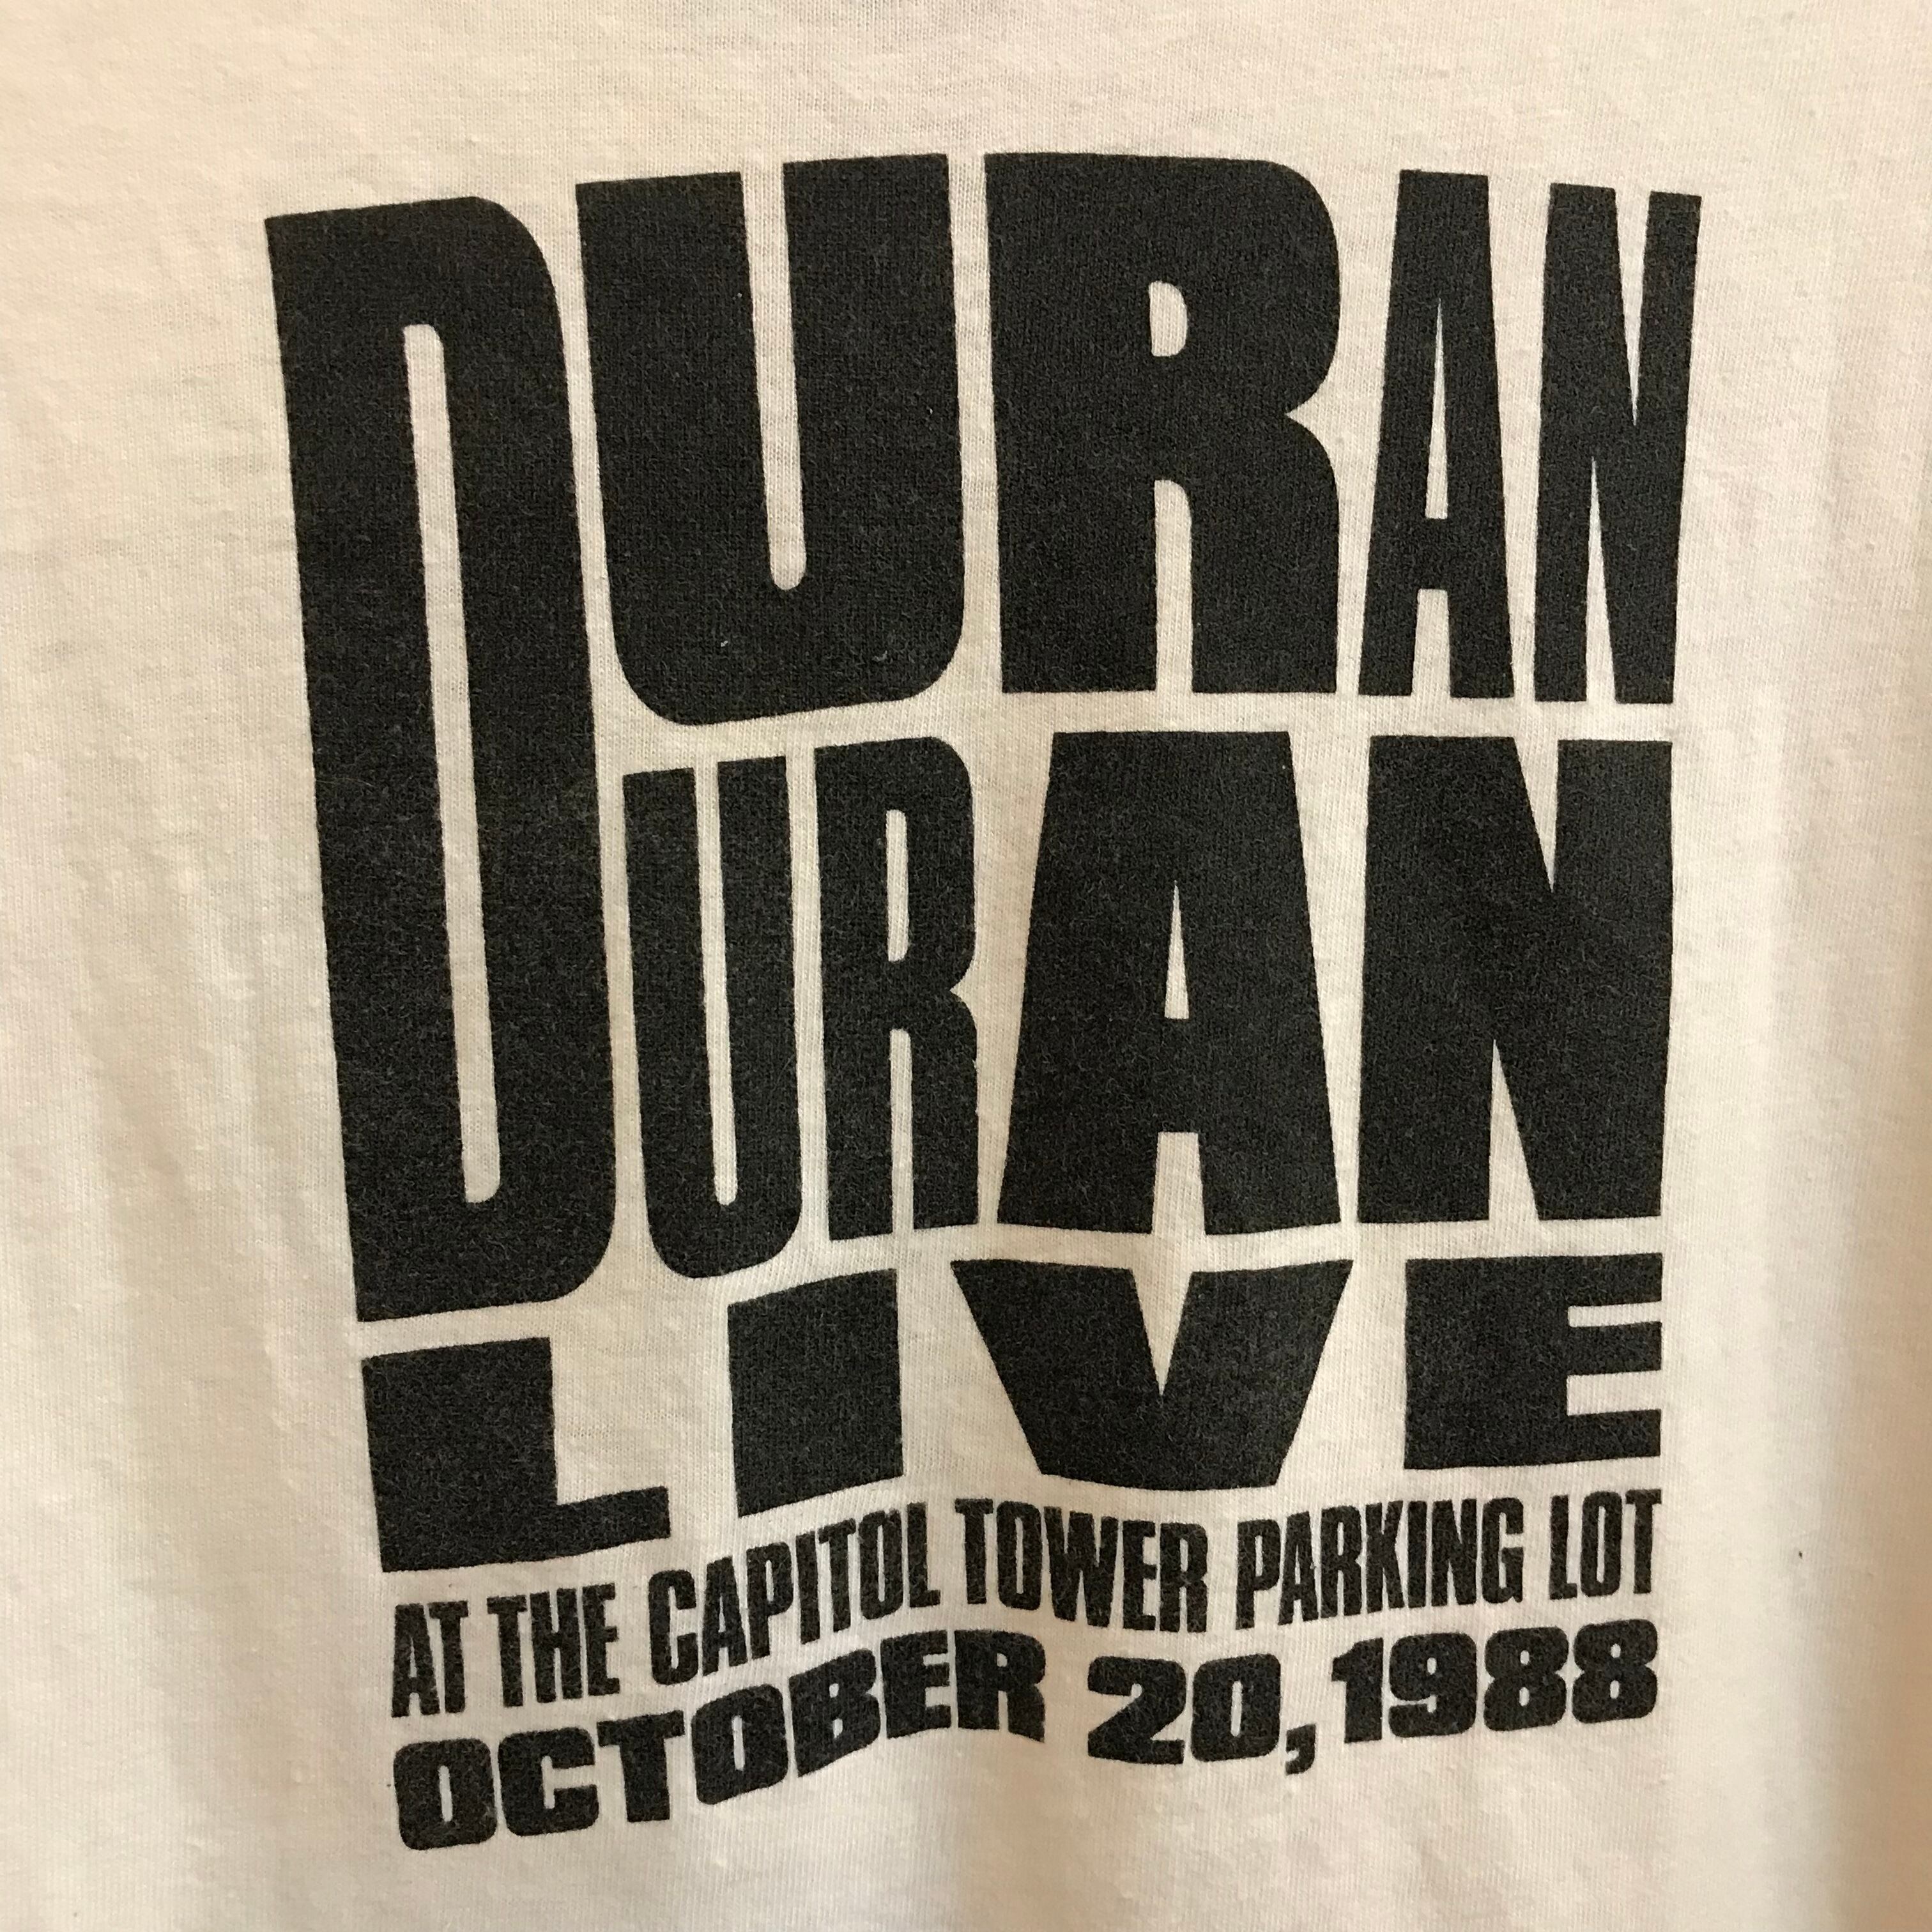 DURAN
DURAN
LIVE
AT THE CAPITOL TOWER PARKING LOT
OCTOBER 20, 1988